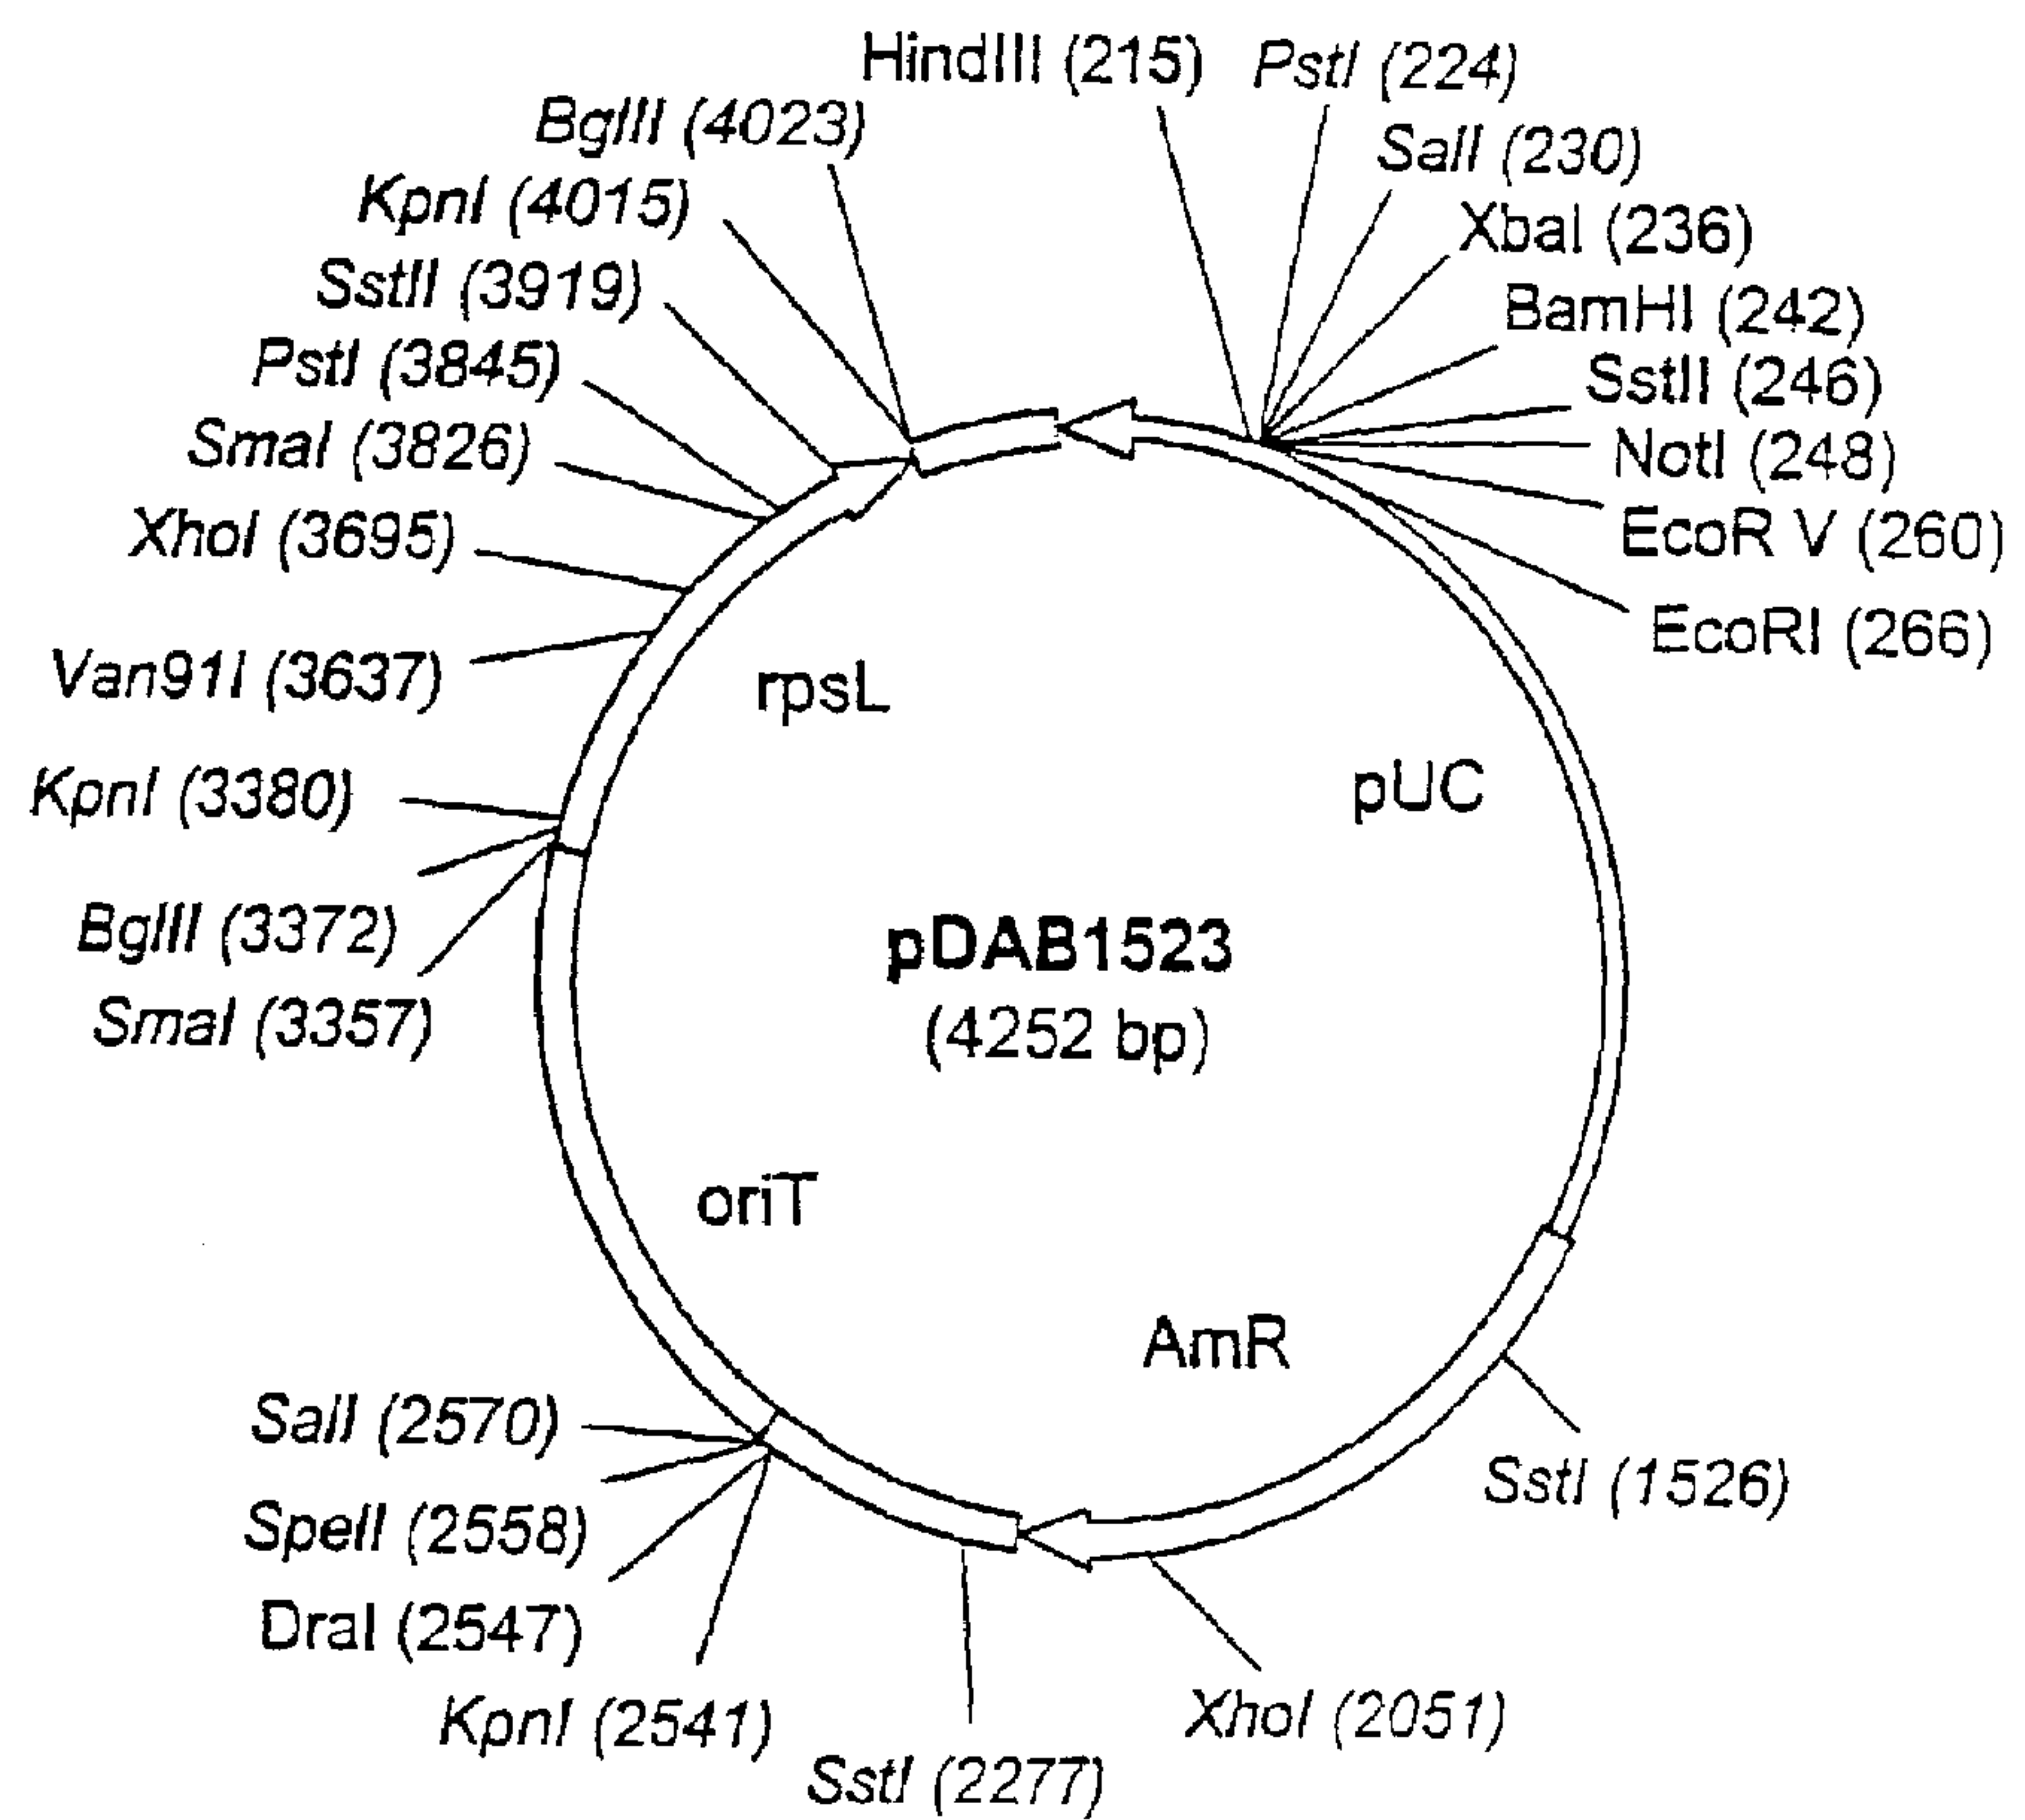 HindIII (215)
PstI (224)
SalI (230)
XbaI (236)
BamHI (242)
SstII (246)
NotI (248)
EcoR V (260)
EcoRI (266)
BglII (4023)
KpnI (4015)
SstII (3919)
PstI (3845)
SmaI (3826)
XhoI (3695)
Van91I (3637)
KpnI (3380)
BglII (3372)
SmaI (3357)
rpsL
pUC
pDAB1523
(4252 bp)
oriT
AmR
SalI (2570)
SpeII (2558)
DraI (2547)
KpnI (2541)
SstI (2277)
XhoI (2051)
SstI (1526)